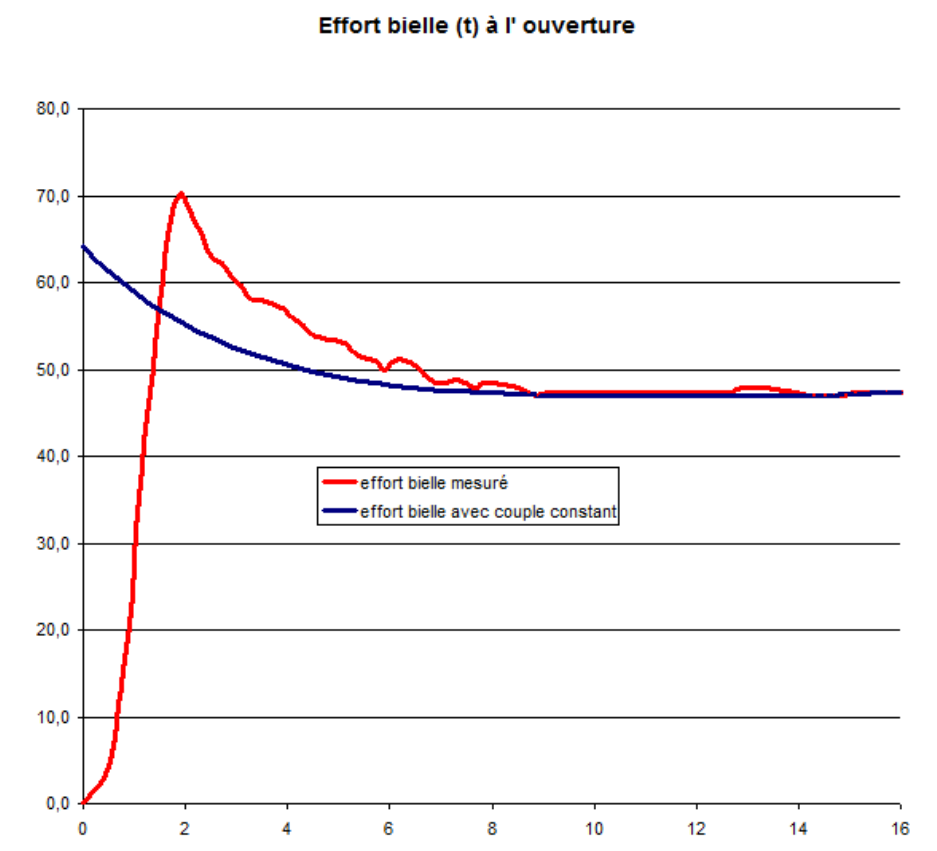 Effort bielle (t) à l' ouverture
80,0
70,0
60,0
50,0
40,0
30,0
20,0
10,0
0,0
effort bielle mesuré
effort bielle avec couple constant
0 2 4 6 8 10 12 14 16